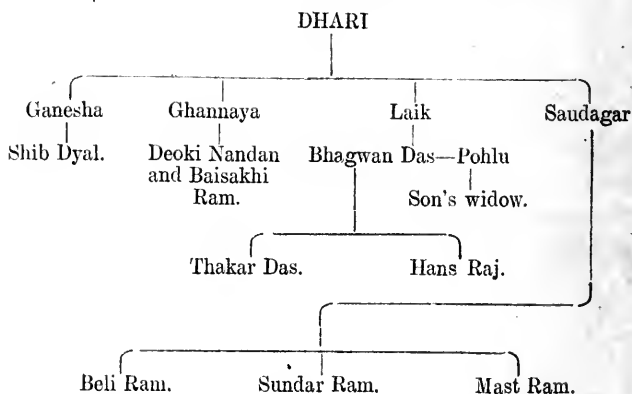 DHARI
Ganesha Ghannaya Laik Saudagar
Shib Dyal. Deoki Nandan Bhagwan Das—Pohlu
and Baisakhi
Ram. Son's widow.
Thakar Das. Hans Raj.
Beli Ram. Sundar Ram. Mast Ram.